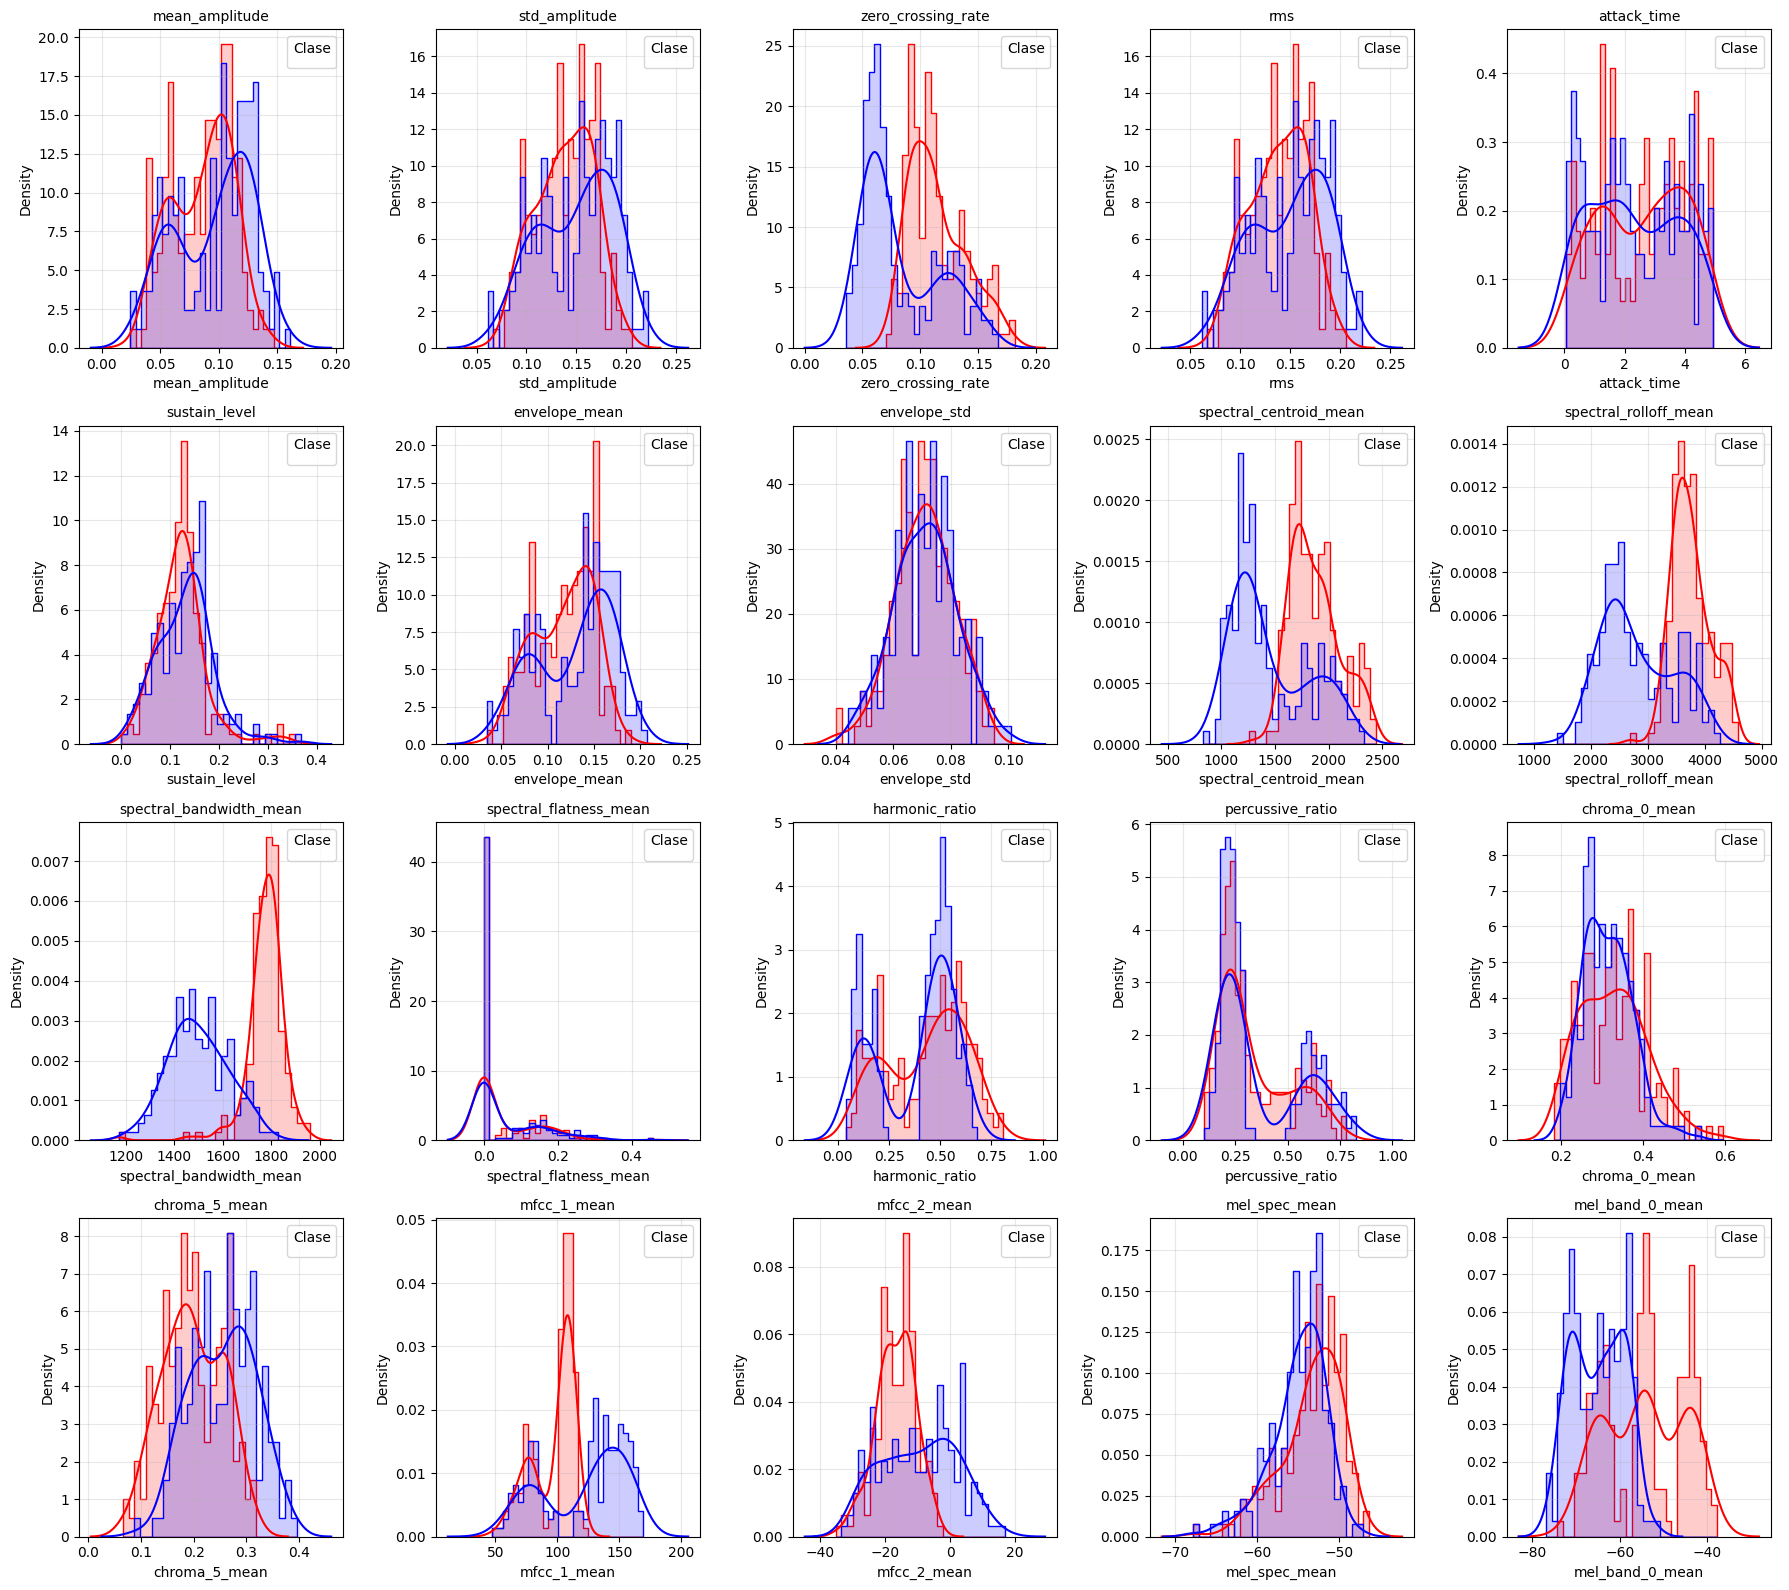 mean_amplitude
Density
20.0
17.5
15.0
12.5
10.0
7.5
5.0
2.5
0.0
Clase
0.00 0.05 0.10 0.15 0.20
mean_amplitude
std_amplitude
Density
16
14
12
10
8
6
4
2
0
Clase
0.05 0.10 0.15 0.20 0.25
std_amplitude
zero_crossing_rate
Density
25
20
15
10
5
0
Clase
0.00 0.05 0.10 0.15 0.20
zero_crossing_rate
rms
Density
16
14
12
10
8
6
4
2
0
Clase
0.05 0.10 0.15 0.20 0.25
rms
attack_time
Density
0.4
0.3
0.2
0.1
0.0
Clase
0 2 4 6
attack_time
sustain_level
Density
14
12
10
8
6
4
2
0
Clase
0.0 0.1 0.2 0.3 0.4
sustain_level
envelope_mean
Density
20.0
17.5
15.0
12.5
10.0
7.5
5.0
2.5
0.0
Clase
0.00 0.05 0.10 0.15 0.20 0.25
envelope_mean
envelope_std
Density
40
30
20
10
0
Clase
0.04 0.06 0.08 0.10
envelope_std
spectral_centroid_mean
Density
0.0025
0.0020
0.0015
0.0010
0.0005
0.0000
Clase
500 1000 1500 2000 2500
spectral_centroid_mean
spectral_rolloff_mean
Density
0.0014
0.0012
0.0010
0.0008
0.0006
0.0004
0.0002
0.0000
Clase
1000 2000 3000 4000 5000
spectral_rolloff_mean
spectral_bandwidth_mean
Density
0.007
0.006
0.005
0.004
0.003
0.002
0.001
0.000
Clase
1200 1400 1600 1800 2000
spectral_bandwidth_mean
spectral_flatness_mean
Density
40
30
20
10
0
Clase
0.0 0.2 0.4
spectral_flatness_mean
harmonic_ratio
Density
5
4
3
2
1
0
Clase
0.00 0.25 0.50 0.75 1.00
harmonic_ratio
percussive_ratio
Density
6
5
4
3
2
1
0
Clase
0.00 0.25 0.50 0.75 1.00
percussive_ratio
chroma_0_mean
Density
8
7
6
5
4
3
2
1
0
Clase
0.2 0.4 0.6
chroma_0_mean
chroma_5_mean
Density
8
7
6
5
4
3
2
1
0
Clase
0.0 0.1 0.2 0.3 0.4
chroma_5_mean
mfcc_1_mean
Density
0.05
0.04
0.03
0.02
0.01
0.00
Clase
50 100 150 200
mfcc_1_mean
mfcc_2_mean
Density
0.08
0.06
0.04
0.02
0.00
Clase
−40 −20 0 20
mfcc_2_mean
mel_spec_mean
Density
0.175
0.150
0.125
0.100
0.075
0.050
0.025
0.000
Clase
−70 −60 −50
mel_spec_mean
mel_band_0_mean
Density
0.08
0.07
0.06
0.05
0.04
0.03
0.02
0.01
0.00
Clase
−80 −60 −40
mel_band_0_mean